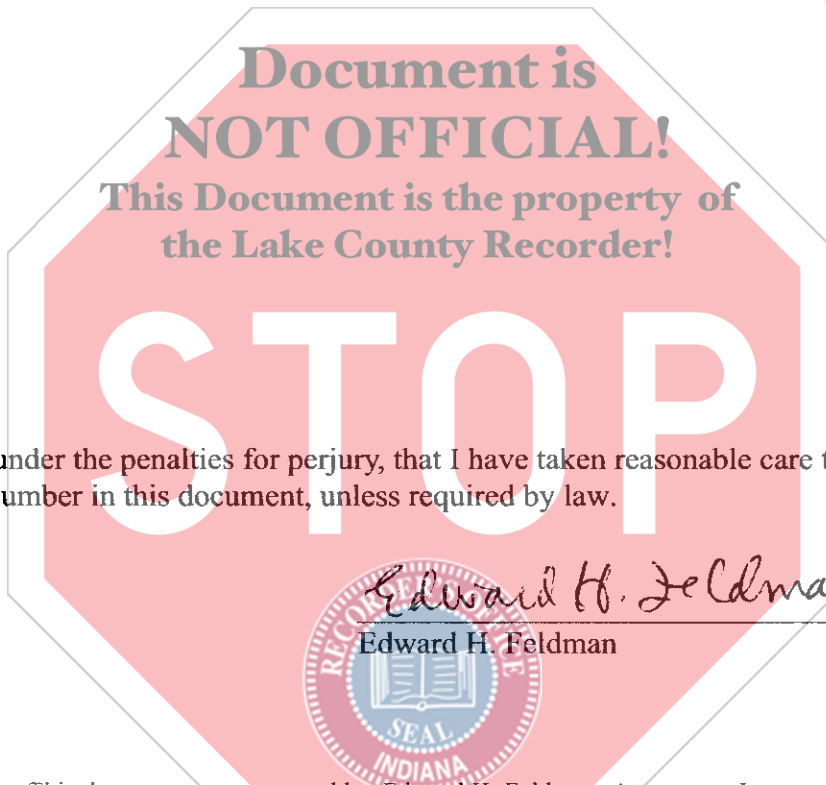 Document is
NOT OFFICIAL!
This Document is the property of
the Lake County Recorder!
STOP
under the penalties for perjury, that I have taken reasonable care
umber in this document, unless required by law.
Edward H. Feldma
Edward H. Feldman
RECORDER'S OFFICE
SEAL
INDIANA